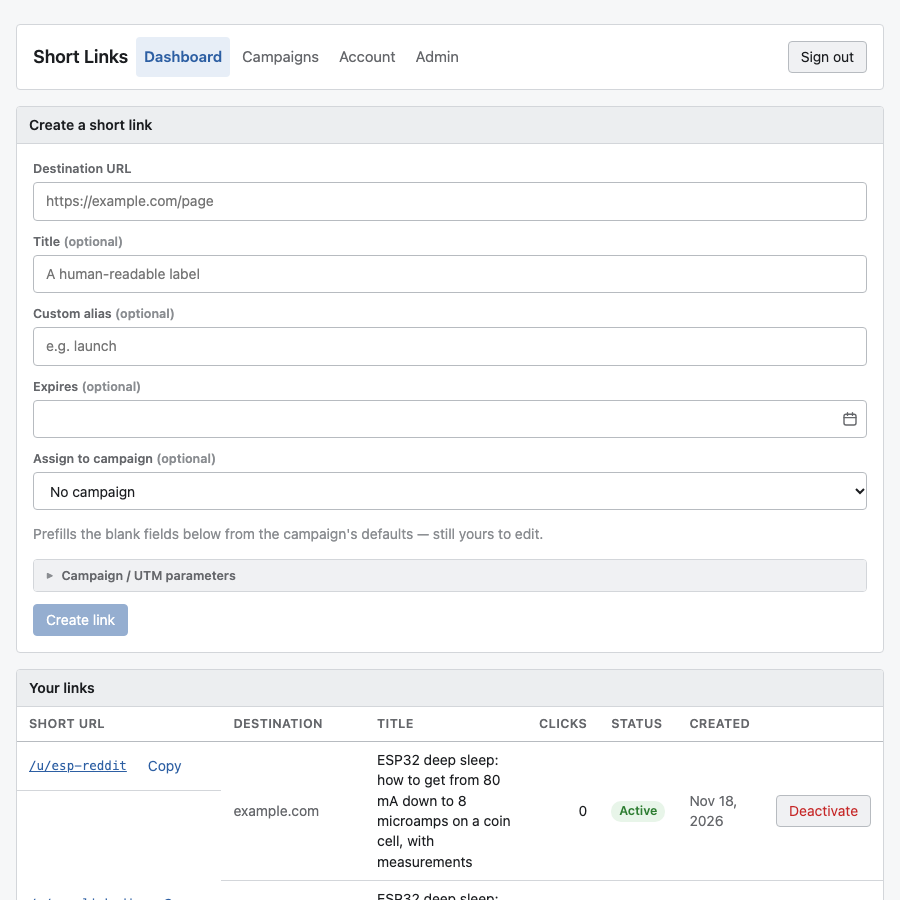 Short Links Dashboard Campaigns Account Admin Sign out
Create a short link
Destination URL
https://example.com/page
Title (optional)
A human-readable label
Custom alias (optional)
e.g. launch
Expires (optional)
Assign to campaign (optional)
No campaign
Prefills the blank fields below from the campaign's defaults — still yours to edit.
Campaign / UTM parameters
Create link
Your links
SHORT URL DESTINATION TITLE CLICKS STATUS CREATED
/u/esp-reddit Copy
example.com
ESP32 deep sleep:
how to get from 80
mA down to 8
microamps on a coin
cell, with
measurements
0
Active
Nov 18,
2026
Deactivate
ESP32 deep sleep: